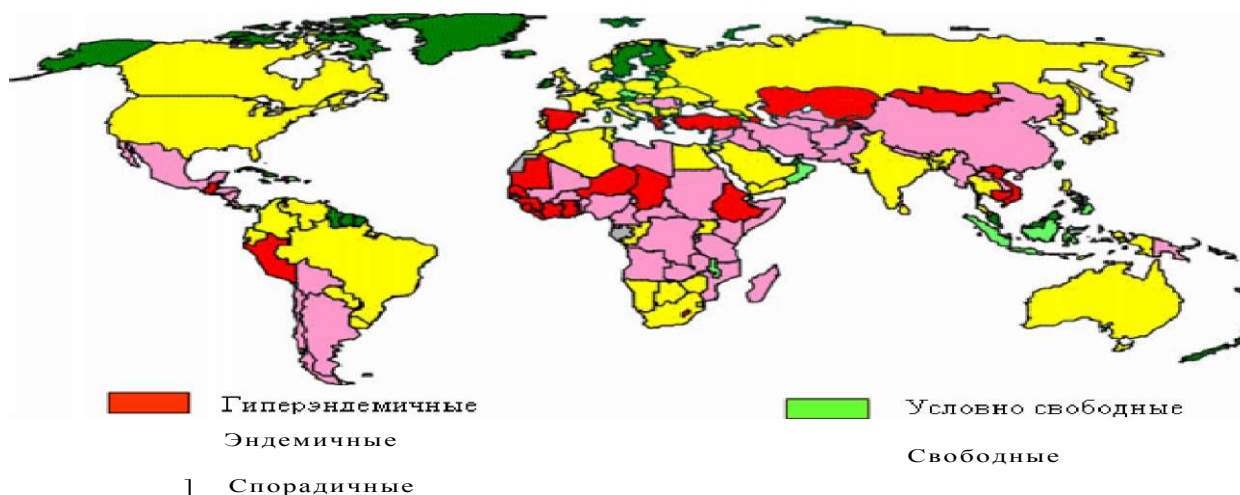 Гиперэндемичные
Эндемичные
] Спорадичные
Условно свободные
Свободные